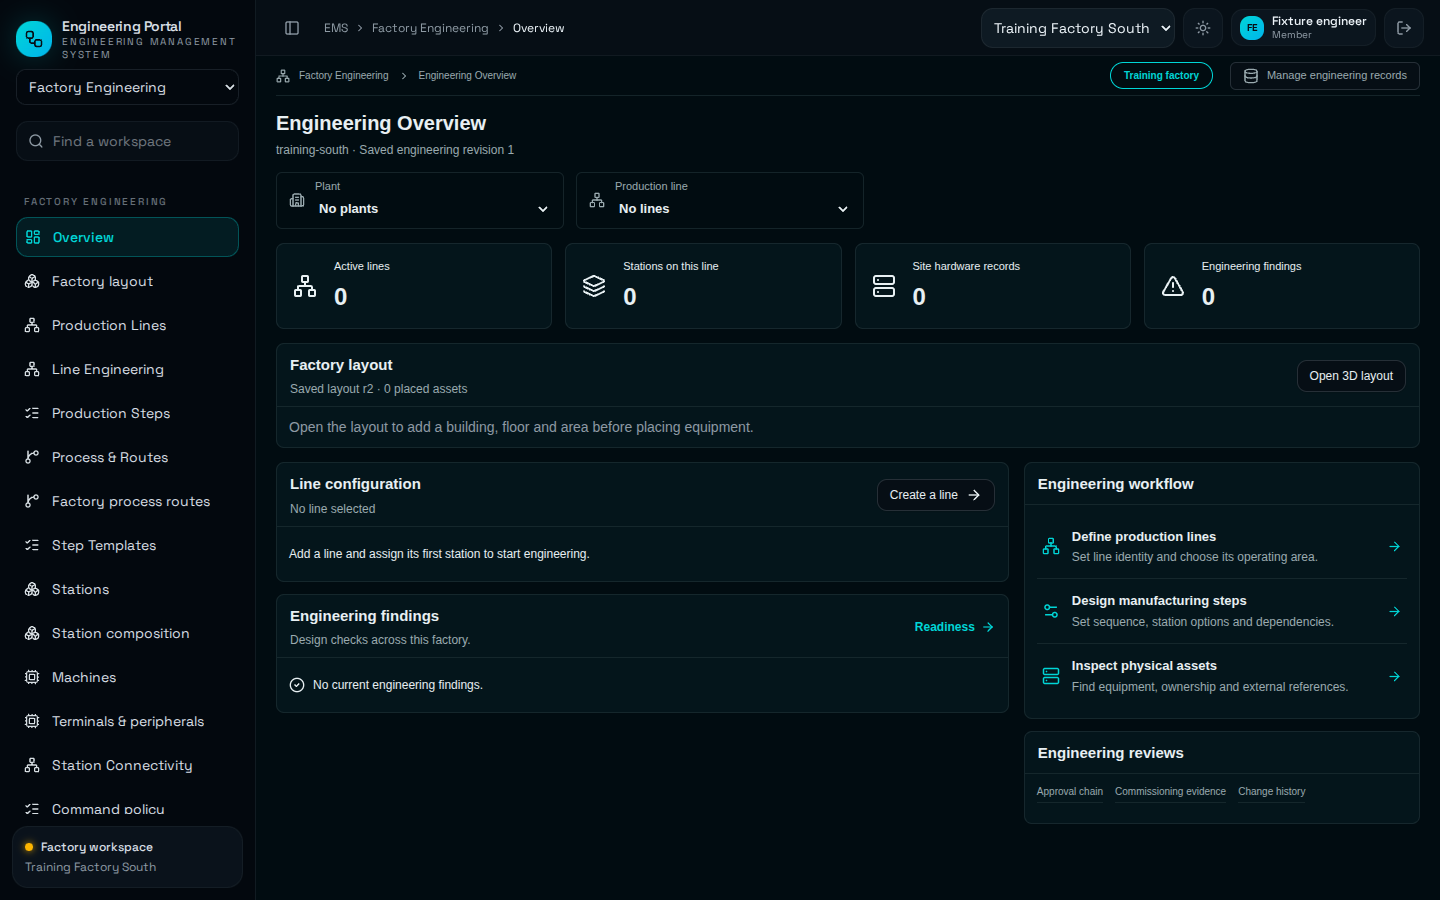 Engineering Portal
ENGINEERING MANAGEMENT
SYSTEM
Factory Engineering
Find a workspace
FACTORY ENGINEERING
Overview
Factory layout
Production Lines
Line Engineering
Production Steps
Process & Routes
Factory process routes
Step Templates
Stations
Station composition
Machines
Terminals & peripherals
Station Connectivity
Command policy
Factory workspace
Training Factory South
EMS > Factory Engineering > Overview
Training Factory South
FE
Fixture engineer
Member
Factory Engineering > Engineering Overview
Training factory
Manage engineering records
Engineering Overview
training-south · Saved engineering revision 1
Plant
No plants
Production line
No lines
Active lines
0
Stations on this line
0
Site hardware records
0
Engineering findings
0
Factory layout
Saved layout r2 · 0 placed assets
Open 3D layout
Open the layout to add a building, floor and area before placing equipment.
Line configuration
No line selected
Create a line
Add a line and assign its first station to start engineering.
Engineering findings
Design checks across this factory.
Readiness
No current engineering findings.
Engineering workflow
Define production lines
Set line identity and choose its operating area.
Design manufacturing steps
Set sequence, station options and dependencies.
Inspect physical assets
Find equipment, ownership and external references.
Engineering reviews
Approval chain
Commissioning evidence
Change history